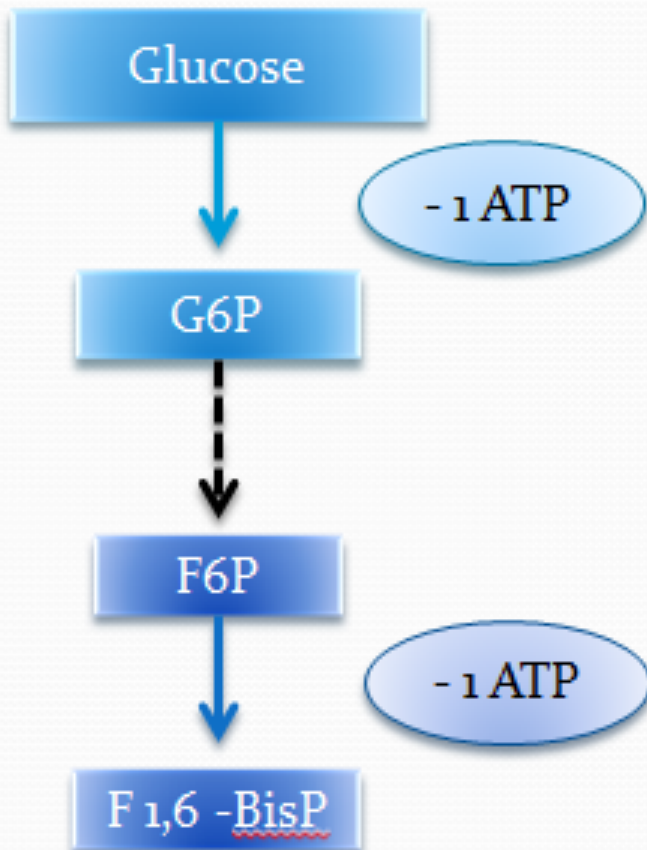 Glucose
- 1 ATP
G6P
F6P
- 1 ATP
F 1,6 -BisP